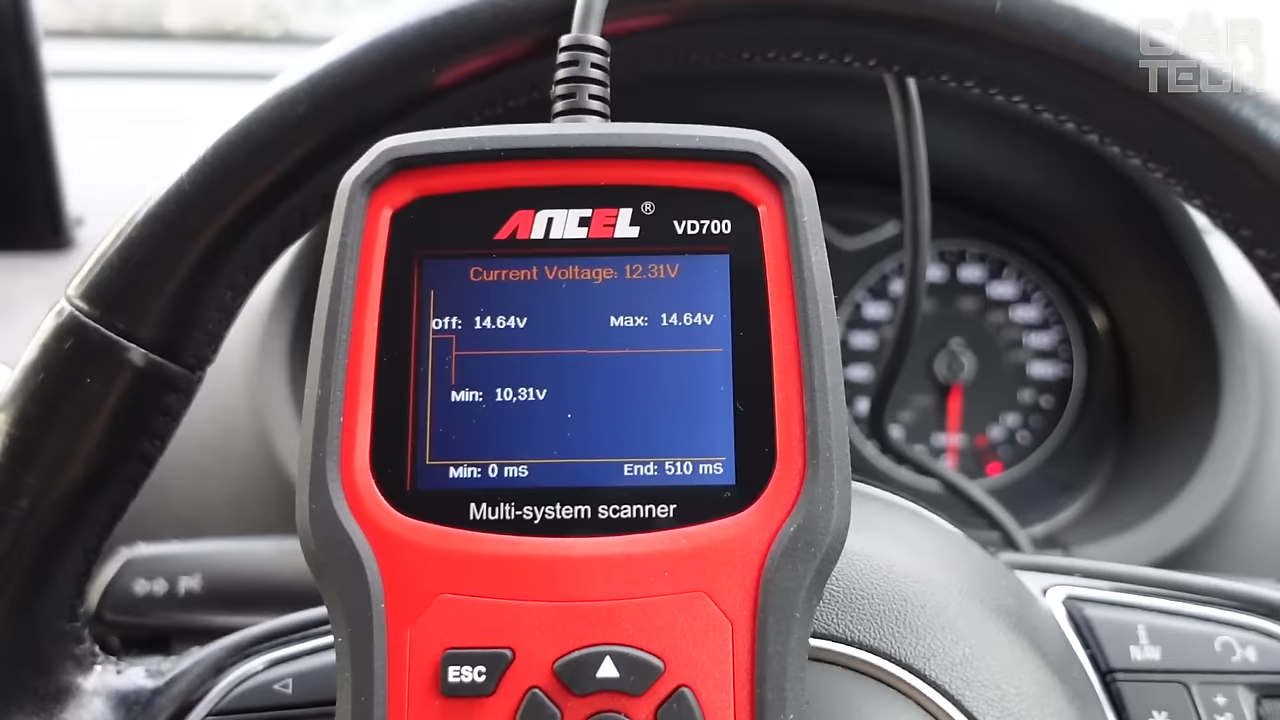 CAR
TECH
ANCEL®
VD700
Current Voltage: 12.31V
Off: 14.64V
Max: 14.64V
Min: 10,31V
Min: 0 ms
End: 510 ms
Multi-system scanner
ESC
NAV